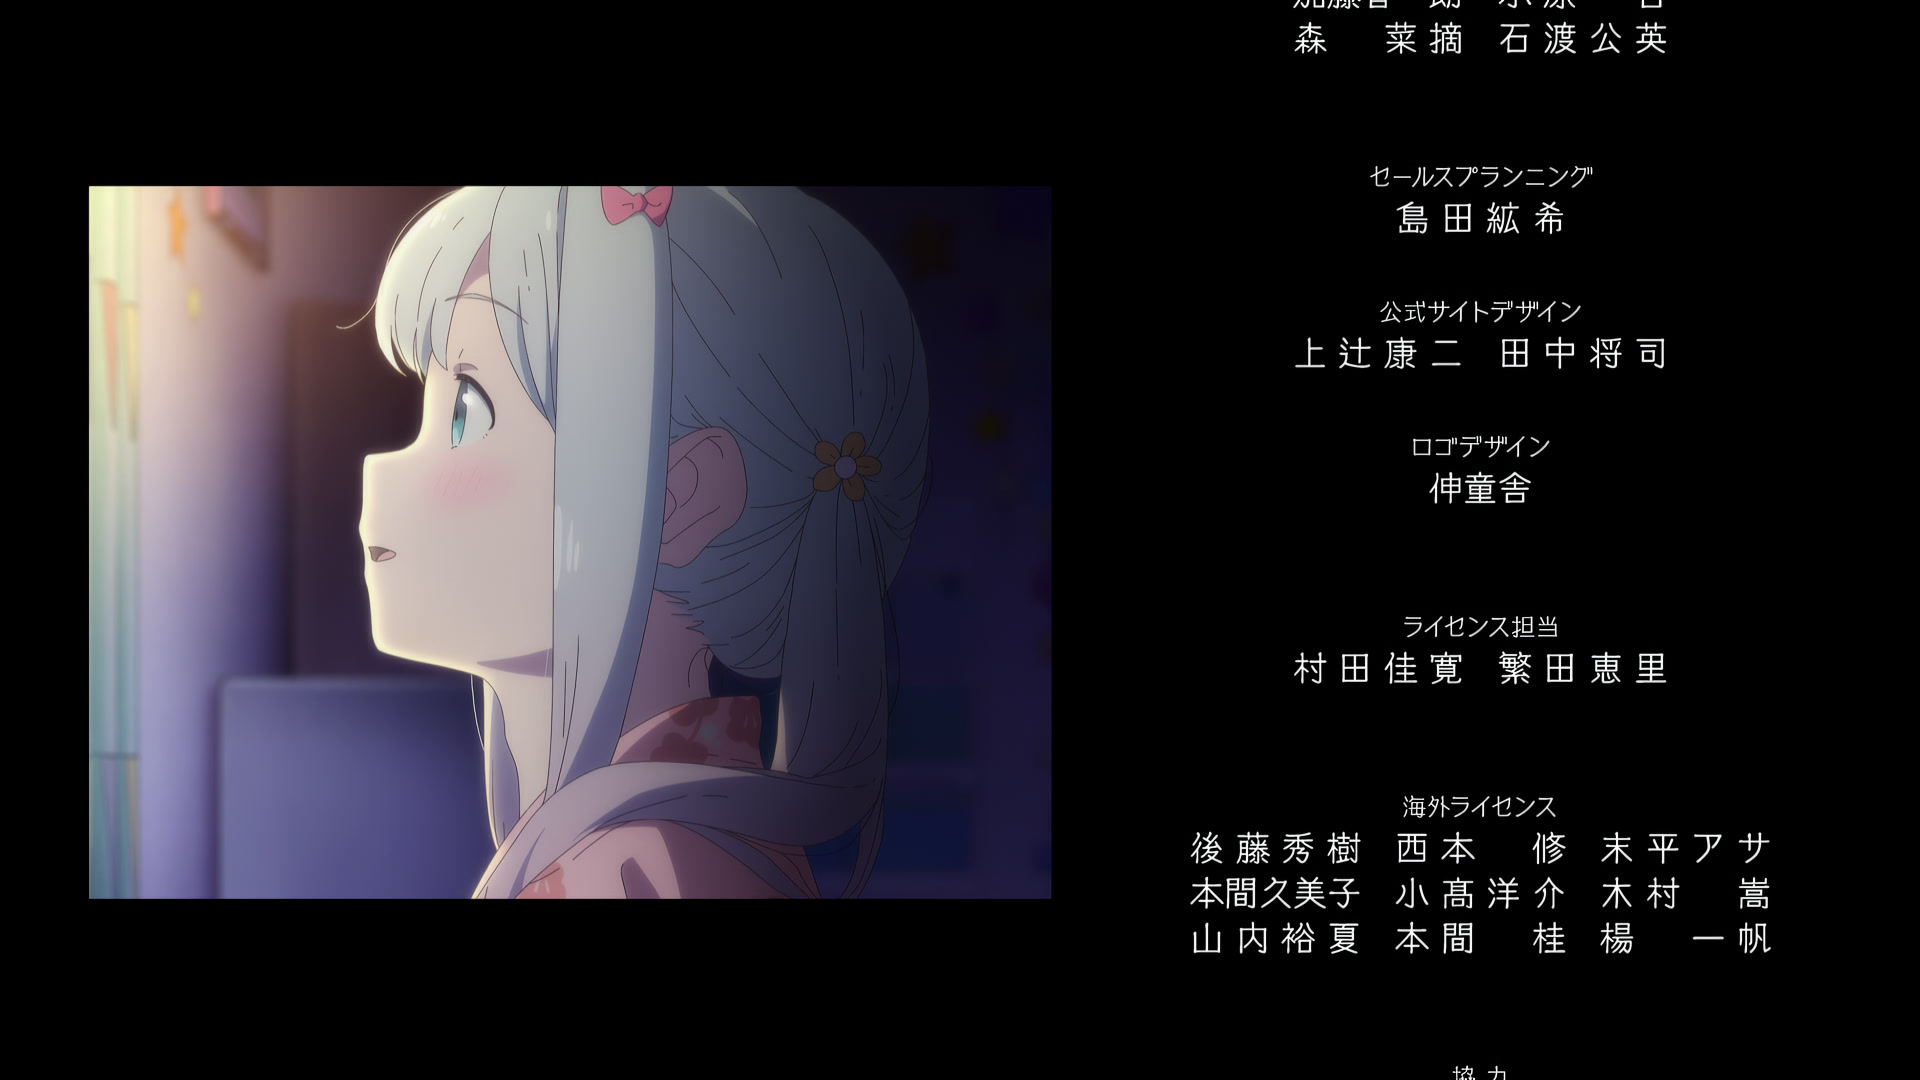 森　菜摘 石渡公英
セールスプランニング
島田紘希
公式サイトデザイン
上辻康二 田中将司
ロゴデザイン
伸童舎
ライセンス担当
村田佳寛 繁田恵里
海外ライセンス
後藤秀樹 西本　修 末平アサ
本間久美子 小髙洋介 木村　嵩
山内裕夏 本間　桂 楊　一帆
協力